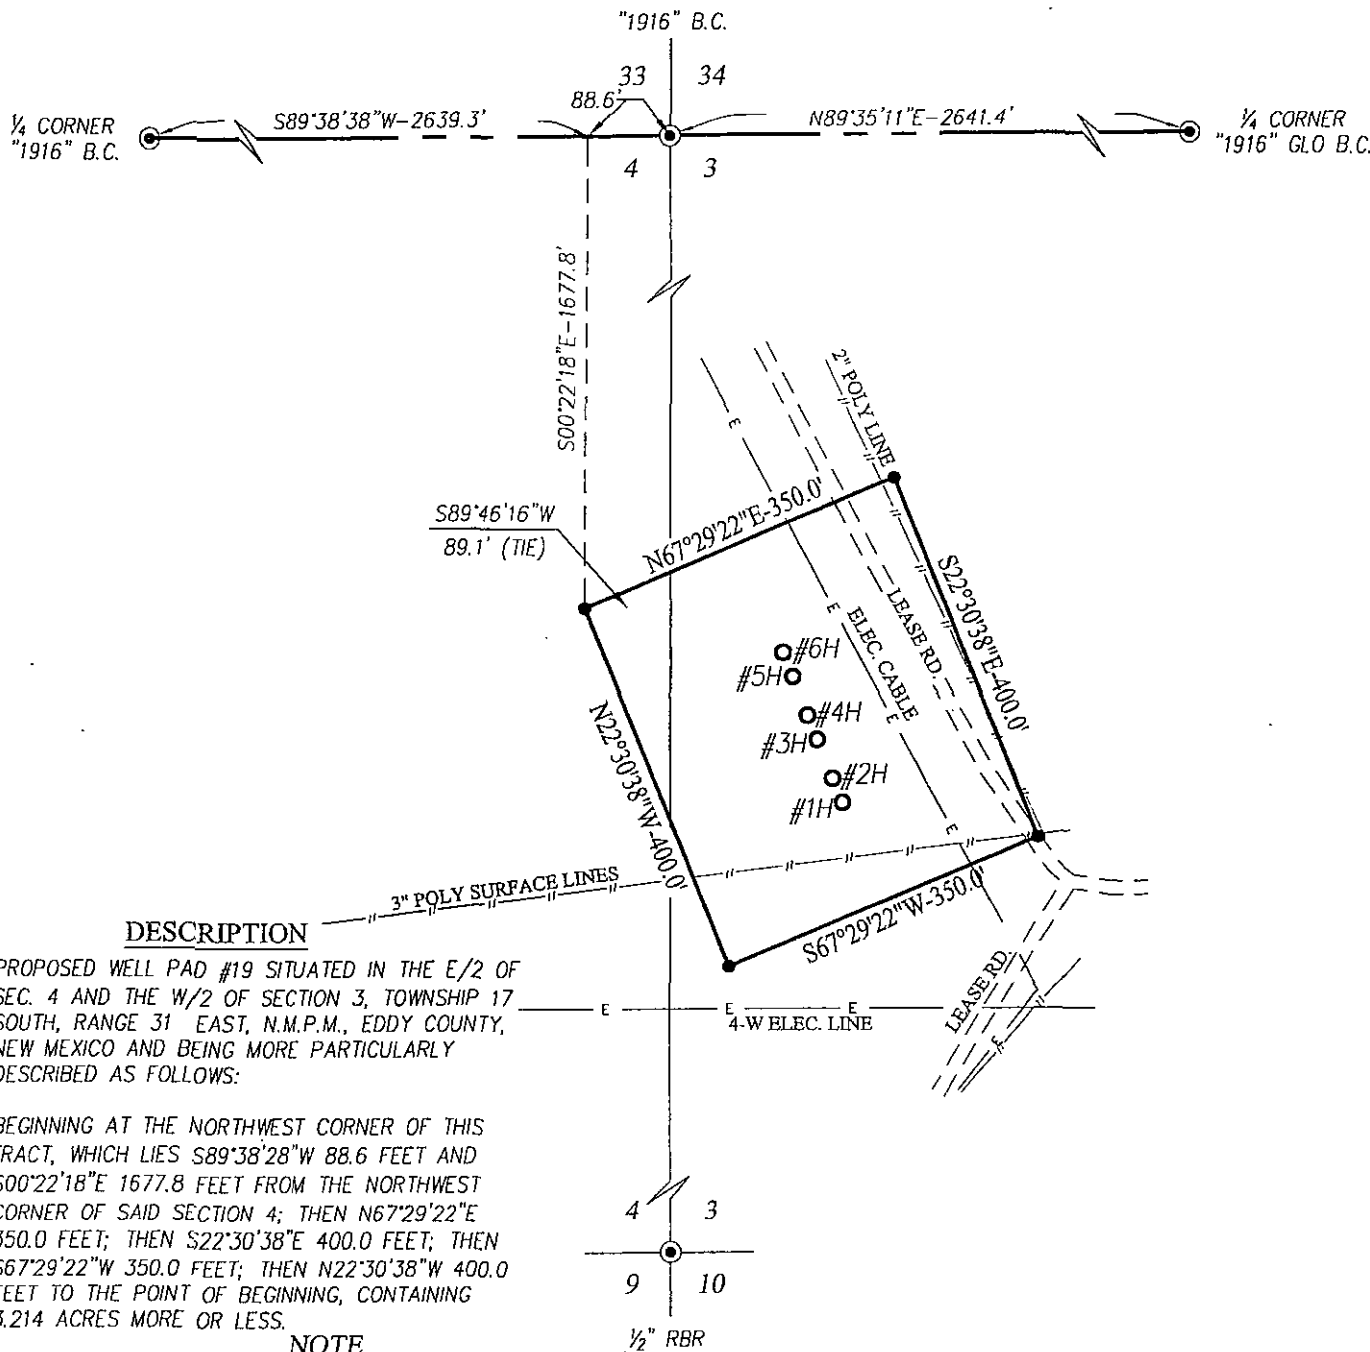 "1916" B.C.
33 34
88.6'
¼ CORNER
"1916" B.C.
S89°38'38"W-2639.3'
N89°35'11"E-2641.4'
¼ CORNER
"1916" GLO B.C.
4 3
S00°22'18"E-1677.8'
2" POLY LINE
E
S89°46'16"W
89.1' (TIE)
N67°29'22"E-350.0'
E
ELEC. CABLE
LEASE RD.
S22°30'38"E-400.0'
#6H
#5H
#4H
#3H
#2H
#1H
E
E
N22°30'38"W-400.0'
3" POLY SURFACE LINES
S67°29'22"W-350.0'
DESCRIPTION
PROPOSED WELL PAD #19 SITUATED IN THE E/2 OF
SEC. 4 AND THE W/2 OF SECTION 3, TOWNSHIP 17
SOUTH, RANGE 31 EAST, N.M.P.M., EDDY COUNTY,
NEW MEXICO AND BEING MORE PARTICULARLY
DESCRIBED AS FOLLOWS:
E E E
4-W ELEC. LINE
LEASE RD.
E
BEGINNING AT THE NORTHWEST CORNER OF THIS
TRACT, WHICH LIES S89°38'28"W 88.6 FEET AND
S00°22'18"E 1677.8 FEET FROM THE NORTHWEST
CORNER OF SAID SECTION 4; THEN N67°29'22"E
350.0 FEET; THEN S22°30'38"E 400.0 FEET; THEN
S67°29'22"W 350.0 FEET; THEN N22°30'38"W 400.0
FEET TO THE POINT OF BEGINNING, CONTAINING
3.214 ACRES MORE OR LESS.
NOTE
4 3
9 10
½" RBR